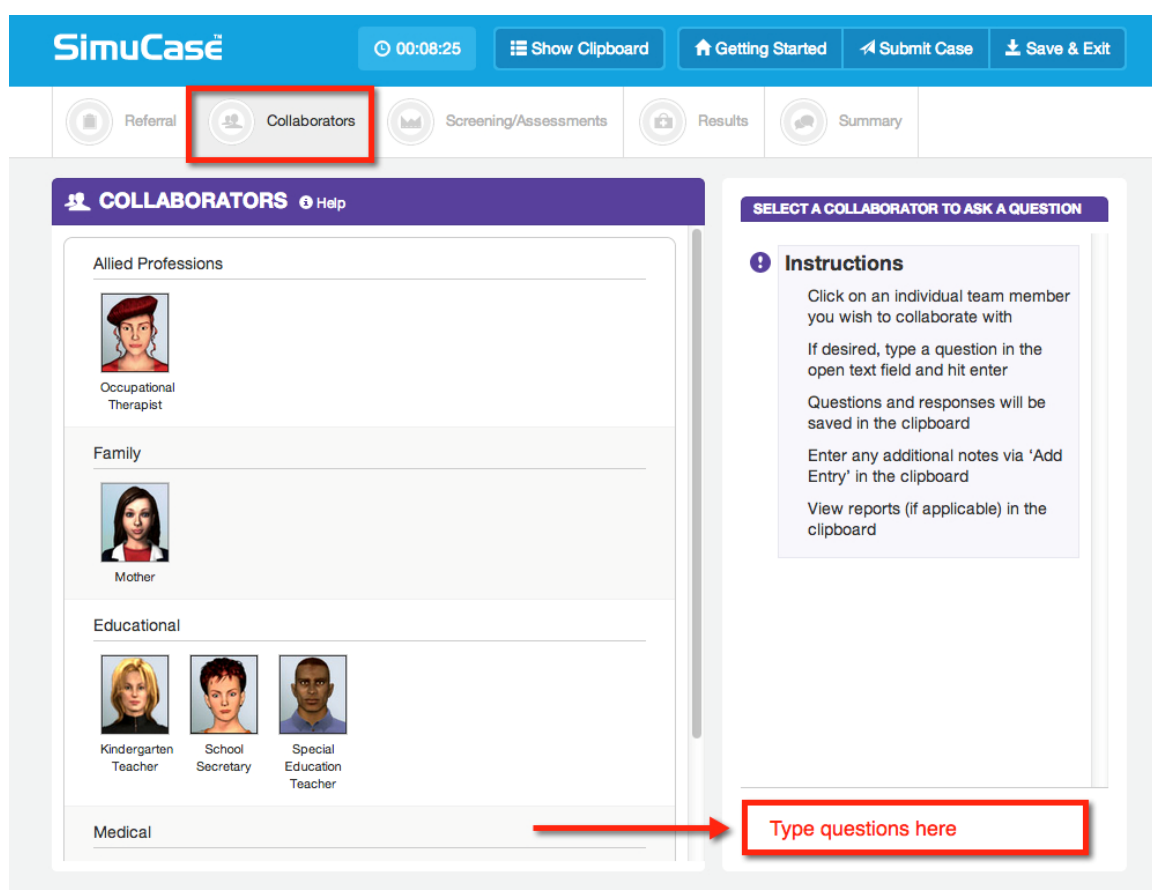 SimuCase™
00:08:25
Show Clipboard
Getting Started
Submit Case
Save & Exit
Referral
Collaborators
Screening/Assessments
Results
Summary
COLLABORATORS Help
Allied Professions
Occupational
Therapist
Family
Mother
Educational
Kindergarten
Teacher
School
Secretary
Special
Education
Teacher
Medical
SELECT A COLLABORATOR TO ASK A QUESTION
Instructions
Click on an individual team member
you wish to collaborate with
If desired, type a question in the
open text field and hit enter
Questions and responses will be
saved in the clipboard
Enter any additional notes via ‘Add
Entry’ in the clipboard
View reports (if applicable) in the
clipboard
Type questions here